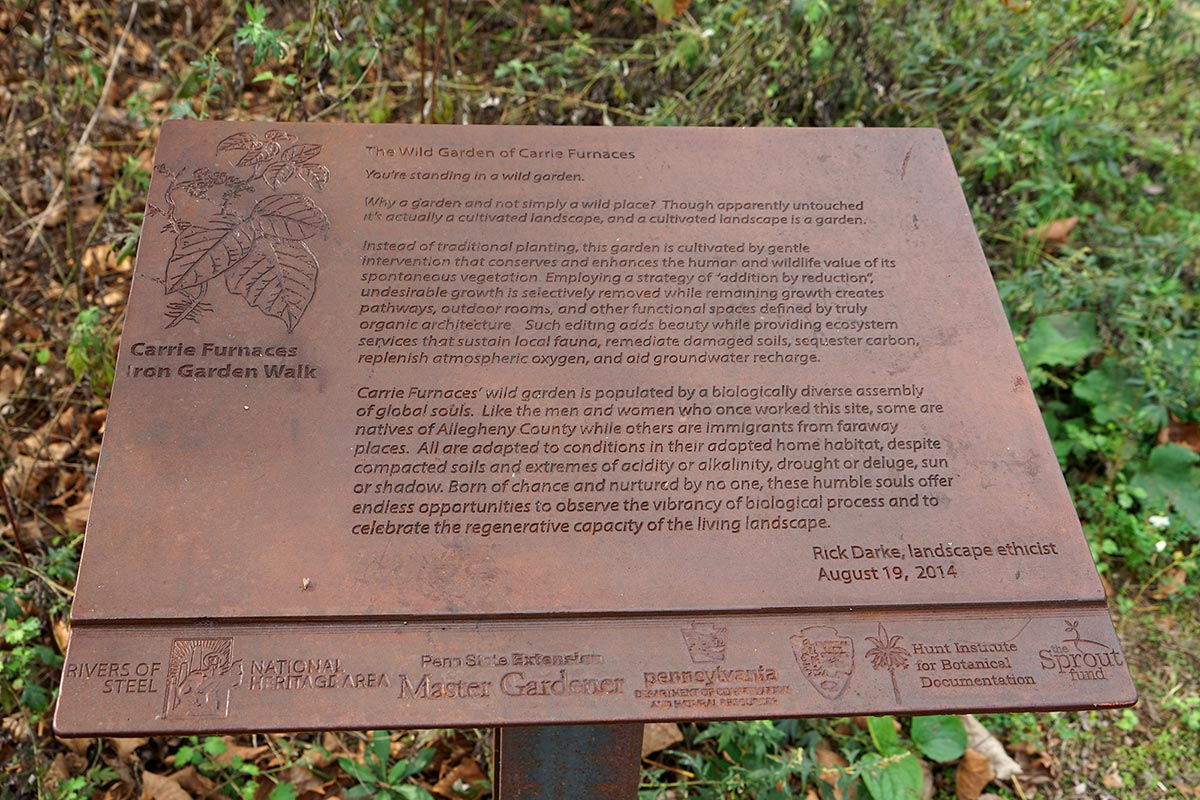 The Wild Garden of Carrie Furnaces
You're standing in a wild garden.
Why a garden and not simply a wild place? Though apparently untouched
it's actually a cultivated landscape, and a cultivated landscape is a garden.
Instead of traditional planting, this garden is cultivated by gentle
intervention that conserves and enhances the human and wildlife value of its
spontaneous vegetation. Employing a strategy of "addition by reduction",
undesirable growth is selectively removed while remaining growth creates
pathways, outdoor rooms, and other functional spaces defined by truly
organic architecture. Such editing adds beauty while providing ecosystem
services that sustain local fauna, remediate damaged soils, sequester carbon,
replenish atmospheric oxygen, and aid groundwater recharge.
Carrie Furnaces
Iron Garden Walk
Carrie Furnaces' wild garden is populated by a biologically diverse assembly
of global souls. Like the men and women who once worked this site, some are
natives of Allegheny County while others are immigrants from faraway
places. All are adapted to conditions in their adopted home habitat, despite
compacted soils and extremes of acidity or alkalinity, drought or deluge, sun
or shadow. Born of chance and nurtured by no one, these humble souls offer
endless opportunities to observe the vibrancy of biological process and to
celebrate the regenerative capacity of the living landscape.
Rick Darke, landscape ethicist
August 19, 2014
RIVERS OF
STEEL
NATIONAL
HERITAGE AREA
Penn State Extension
Master Gardener
pennsylvania
DEPARTMENT OF CONSERVATION
AND NATURAL RESOURCES
Hunt Institute
for Botanical
Documentation
the
Sprout
fund